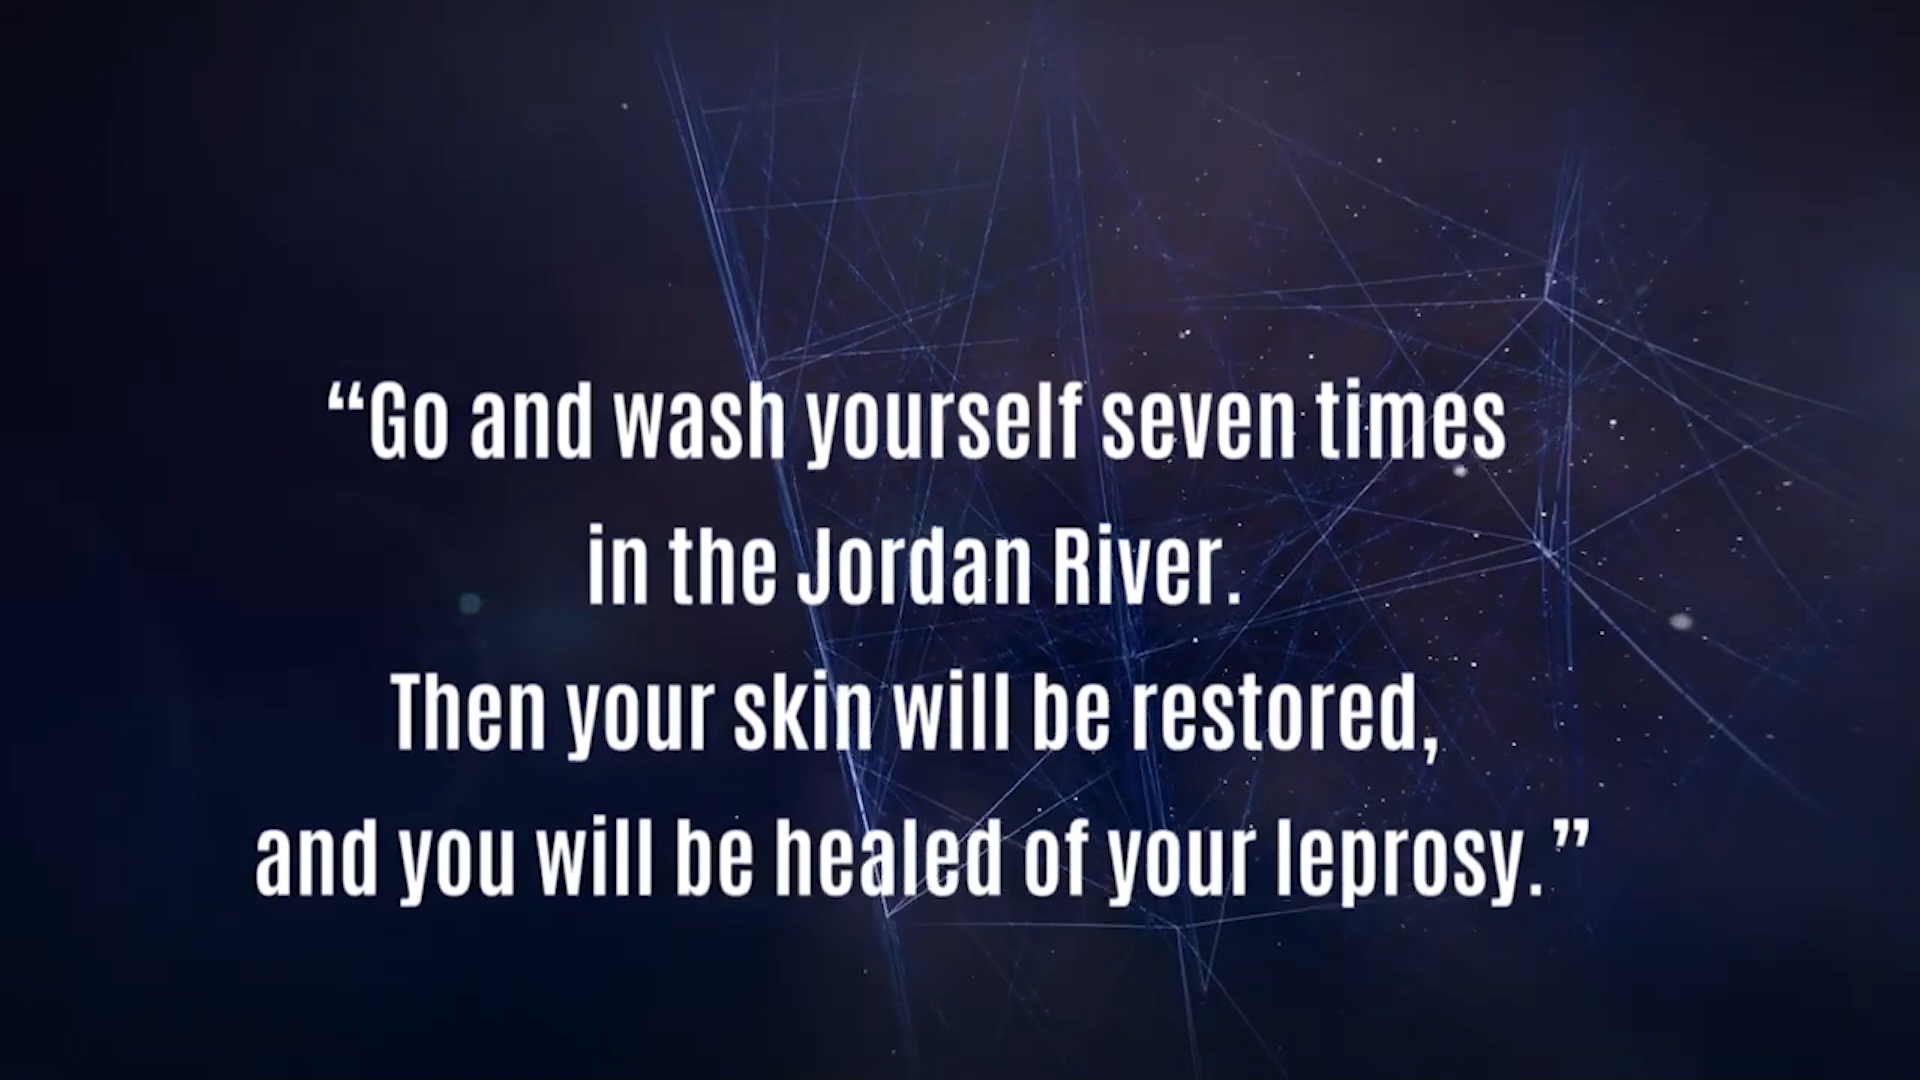 “Go and wash yourself seven times
in the Jordan River.
Then your skin will be restored,
and you will be healed of your leprosy.”